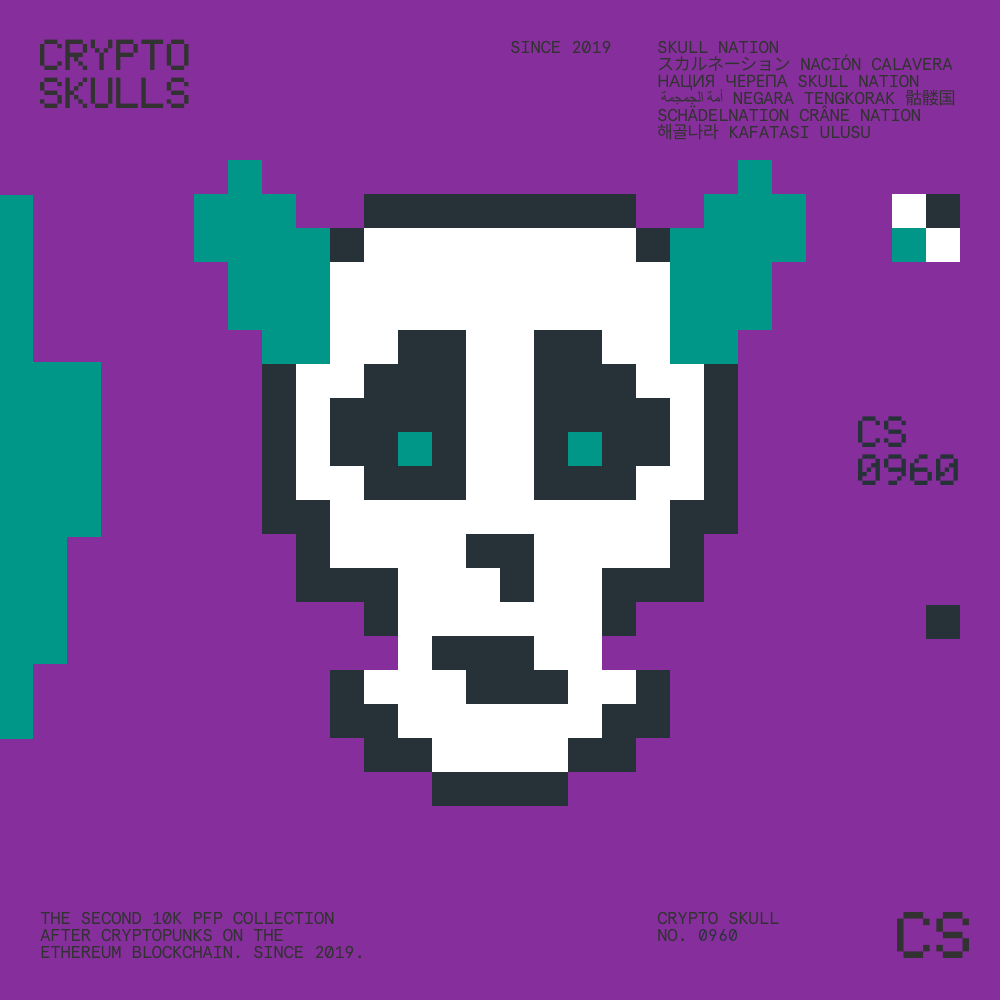 CRYPTO
SKULLS
SINCE 2019
SKULL NATION
スカルネーション NACIÓN CALAVERA
НАЦИЯ ЧЕРЕПА SKULL NATION
أمة الجمجمة NEGARA TENGKORAK 骷髅国
SCHÄDELNATION CRÂNE NATION
해골나라 KAFATASI ULUSU
CS
0960
THE SECOND 10K PFP COLLECTION
AFTER CRYPTOPUNKS ON THE
ETHEREUM BLOCKCHAIN. SINCE 2019.
CRYPTO SKULL
NO. 0960
CS